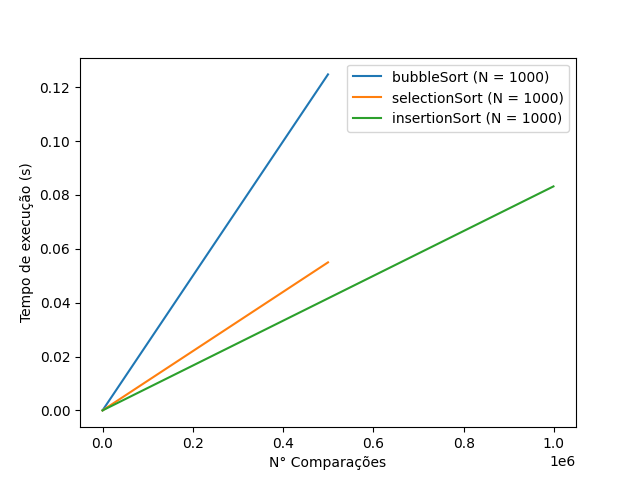 bubbleSort (N = 1000)
selectionSort (N = 1000)
insertionSort (N = 1000)
Tempo de execução (s)
0.12
0.10
0.08
0.06
0.04
0.02
0.00
0.0 0.2 0.4 0.6 0.8 1.0
1e6
N° Comparações